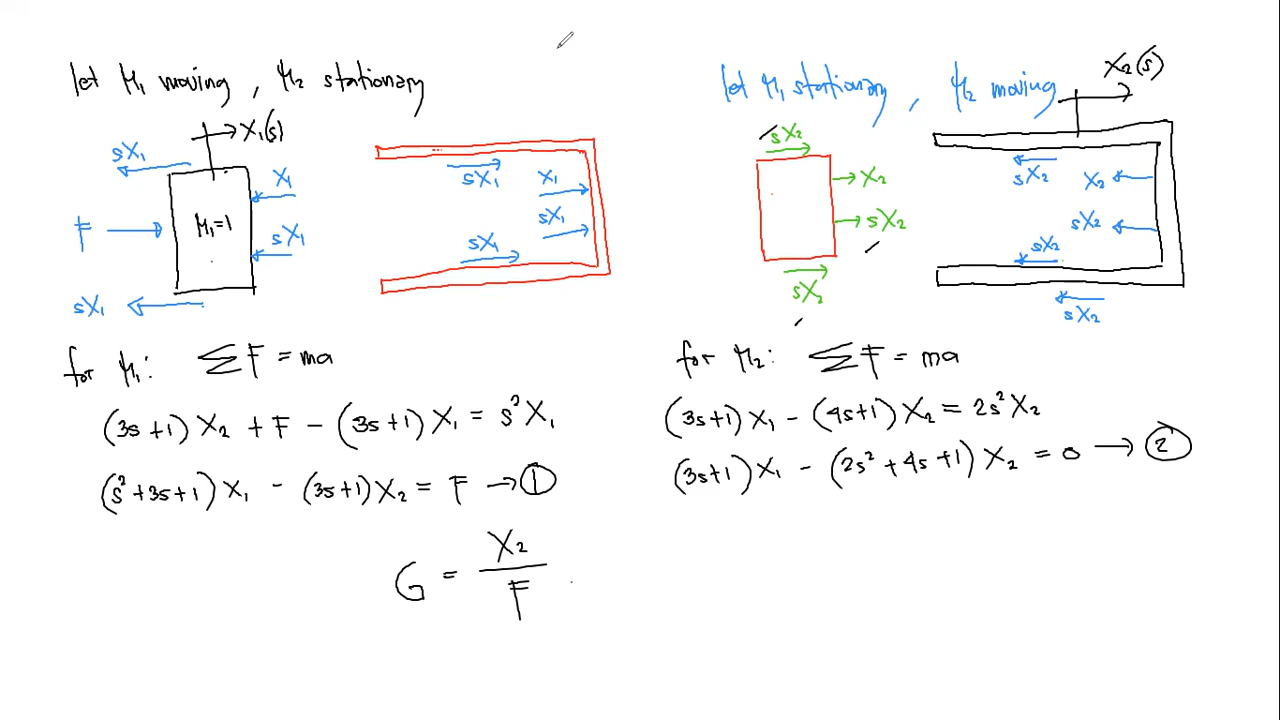 let M₁ moving , M₂ stationary
X₁(s)
sX₁
X₁
F
M₁=1
sX₁
sX₁
sX₁
X₁
sX₁
sX₁
for M₁: ΣF = ma
(3s+1)X₂ + F - (3s+1)X₁ = s²X₁
(s²+3s+1)X₁ - (3s+1)X₂ = F → ①
G = X₂/F
let M₁ stationary , M₂ moving
X₂(s)
sX₂
X₂
sX₂
sX₂
sX₂
X₂
sX₂
sX₂
sX₂
for M₂: ΣF = ma
(3s+1)X₁ - (4s+1)X₂ = 2s²X₂
(3s+1)X₁ - (2s²+4s+1)X₂ = 0 → ②